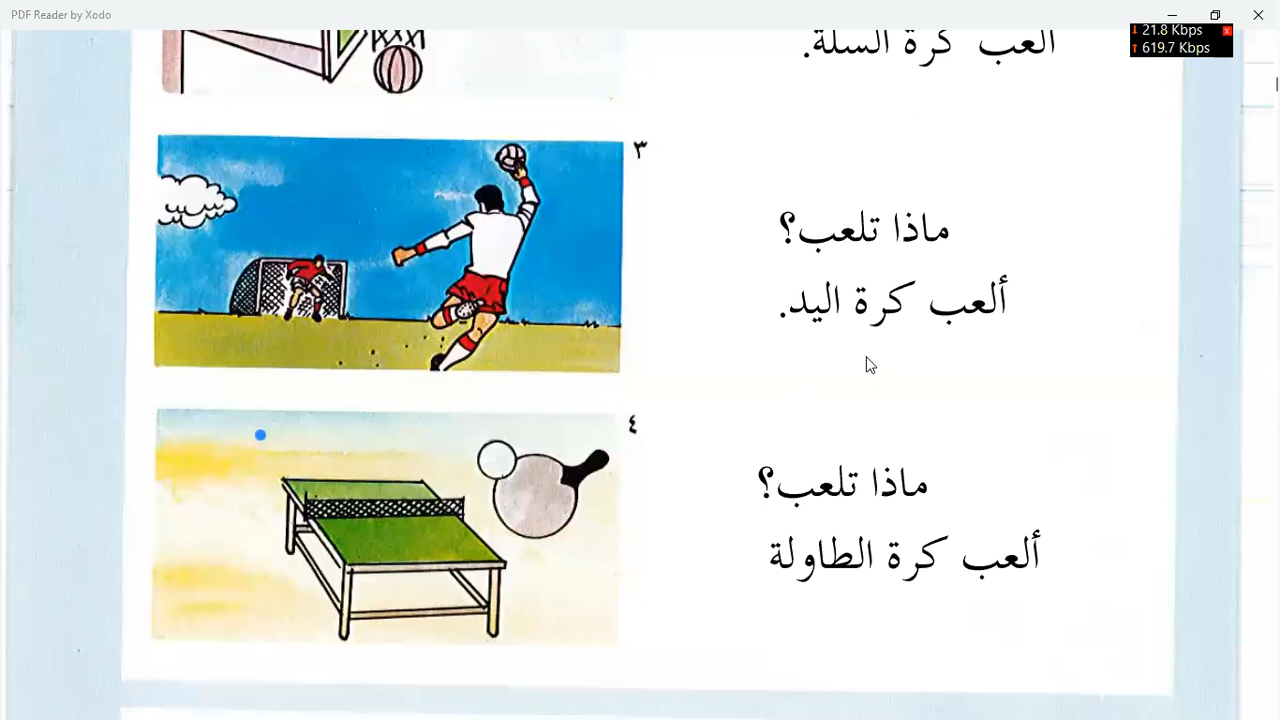 PDF Reader by Xodo
21.8 Kbps
619.7 Kbps
ألعب كرة السلة.
٣
ماذا تلعب؟
ألعب كرة اليد.
٤
ماذا تلعب؟
ألعب كرة الطاولة